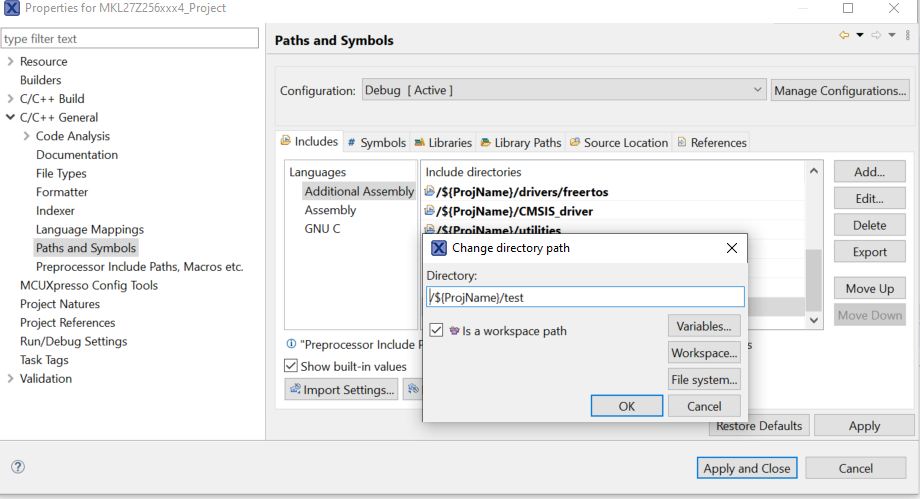 Properties for MKL27Z256xxx4_Project
type filter text
Resource
Builders
C/C++ Build
C/C++ General
Code Analysis
Documentation
File Types
Formatter
Indexer
Language Mappings
Paths and Symbols
Preprocessor Include Paths, Macros etc.
MCUXpresso Config Tools
Project Natures
Project References
Run/Debug Settings
Task Tags
Validation
Paths and Symbols
Configuration:
Debug [ Active ]
Manage Configurations...
Includes
# Symbols
Libraries
Library Paths
Source Location
References
Languages
Additional Assembly
Assembly
GNU C
Include directories
/${ProjName}/drivers/freertos
/${ProjName}/CMSIS_driver
/${ProjName}/utilities
Add...
Edit...
Delete
Export
Move Up
Move Down
"Preprocessor Include
Show built-in values
Import Settings...
Change directory path
Directory:
/${ProjName}/test
Is a workspace path
Variables...
Workspace...
File system...
OK
Cancel
Restore Defaults
Apply
Apply and Close
Cancel